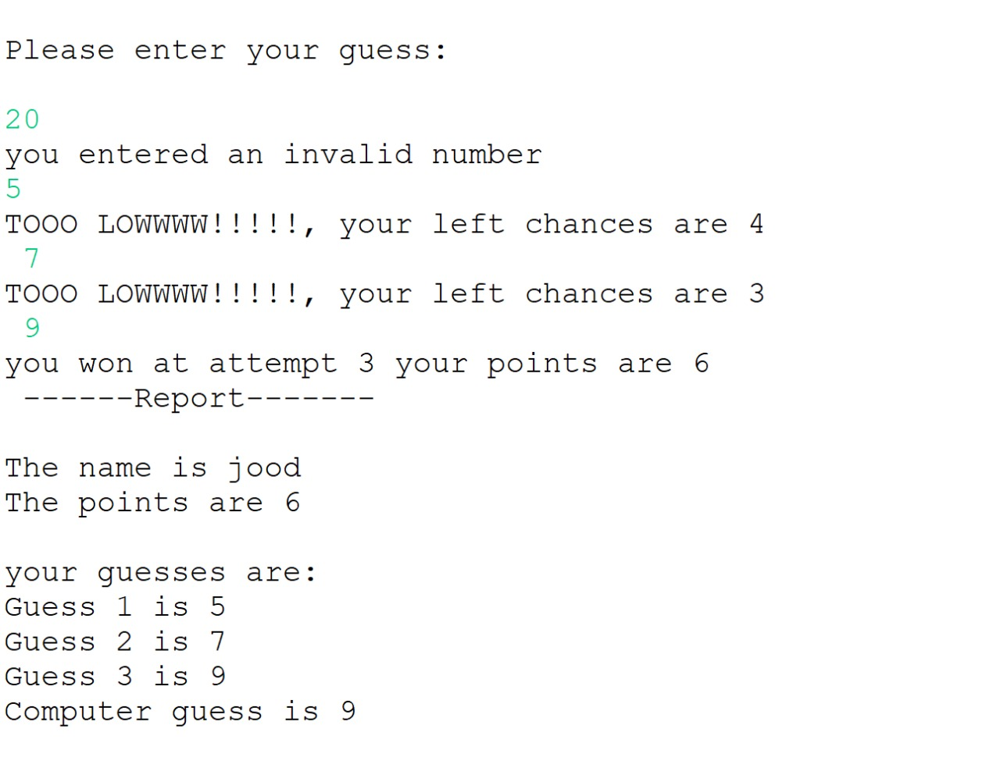 Please enter your guess:
20
you entered an invalid number
5
TOOO LOWWWW!!!!!, your left chances are 4
7
TOOO LOWWWW!!!!!, your left chances are 3
9
you won at attempt 3 your points are 6
------Report-------
The name is jood
The points are 6
your guesses are:
Guess 1 is 5
Guess 2 is 7
Guess 3 is 9
Computer guess is 9